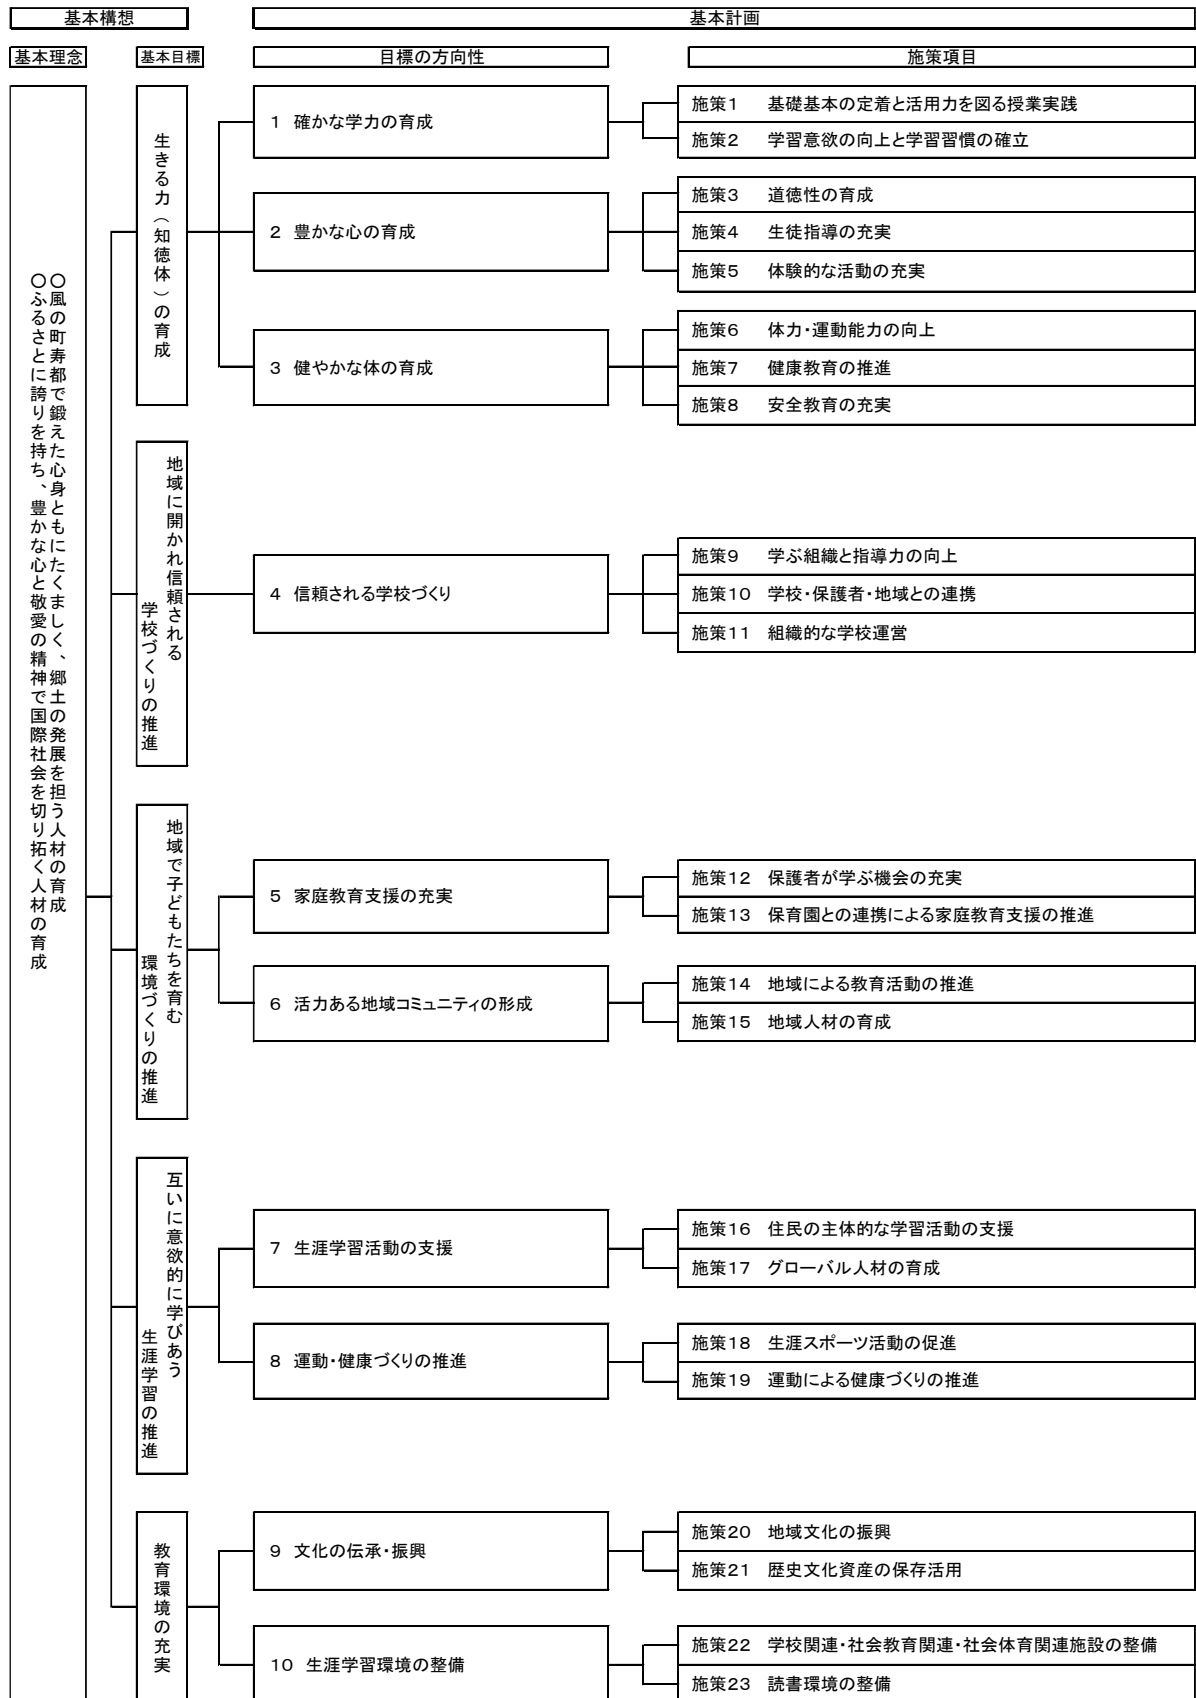 基本構想
基本計画
基本理念
基本目標
目標の方向性
施策項目
○風の町寿都で鍛えた心身ともにたくましく、郷土の発展を担う人材の育成
○ふるさとに誇りを持ち、豊かな心と敬愛の精神で国際社会を切り拓く人材の育成
生きる力(知徳体)の育成
1 確かな学力の育成
施策1 基礎基本の定着と活用力を図る授業実践
施策2 学習意欲の向上と学習習慣の確立
2 豊かな心の育成
施策3 道徳性の育成
施策4 生徒指導の充実
施策5 体験的な活動の充実
3 健やかな体の育成
施策6 体力・運動能力の向上
施策7 健康教育の推進
施策8 安全教育の充実
地域に開かれ信頼される
学校づくりの推進
4 信頼される学校づくり
施策9 学ぶ組織と指導力の向上
施策10 学校・保護者・地域との連携
施策11 組織的な学校運営
地域で子どもたちを育む
環境づくりの推進
5 家庭教育支援の充実
施策12 保護者が学ぶ機会の充実
施策13 保育園との連携による家庭教育支援の推進
6 活力ある地域コミュニティの形成
施策14 地域による教育活動の推進
施策15 地域人材の育成
互いに意欲的に学びあう
生涯学習の推進
7 生涯学習活動の支援
施策16 住民の主体的な学習活動の支援
施策17 グローバル人材の育成
8 運動・健康づくりの推進
施策18 生涯スポーツ活動の促進
施策19 運動による健康づくりの推進
教育環境の充実
9 文化の伝承・振興
施策20 地域文化の振興
施策21 歴史文化資産の保存活用
10 生涯学習環境の整備
施策22 学校関連・社会教育関連・社会体育関連施設の整備
施策23 読書環境の整備